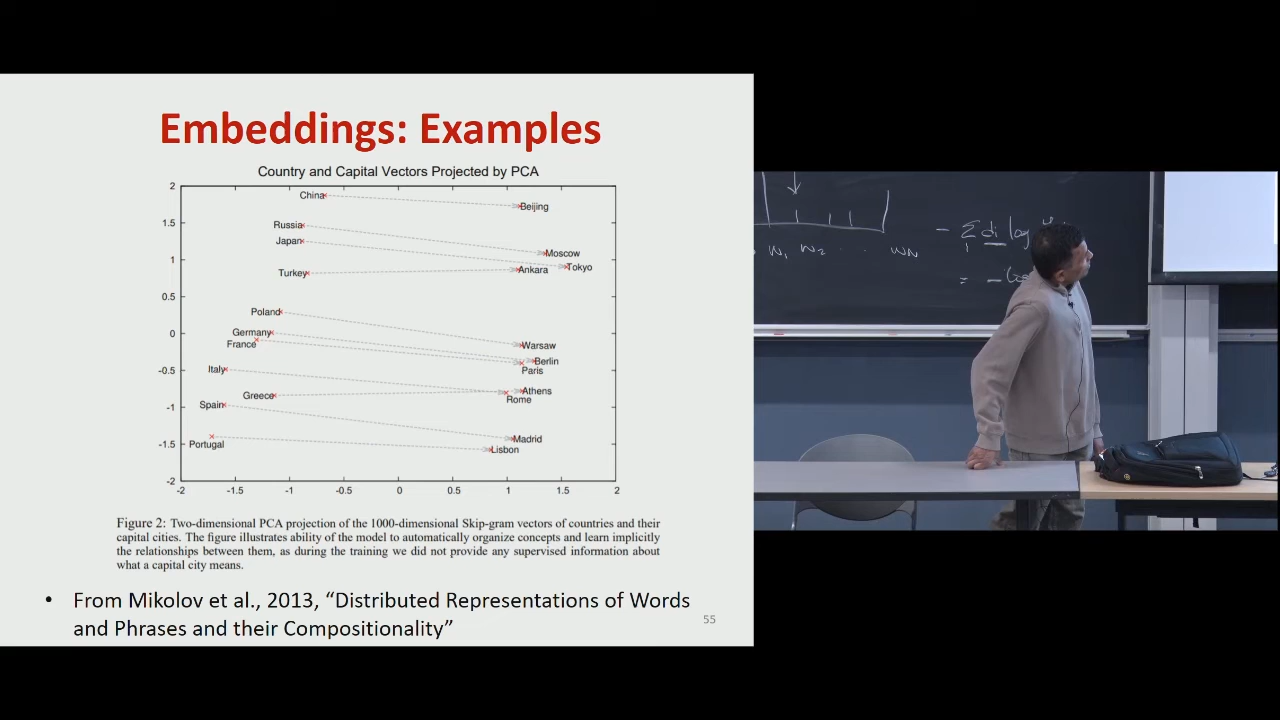 Embeddings: Examples
Country and Capital Vectors Projected by PCA
2
1.5
1
0.5
0
-0.5
-1
-1.5
-2
-2
-1.5
-1
-0.5
0
0.5
1
1.5
2
China
Beijing
Russia
Moscow
Japan
Tokyo
Turkey
Ankara
Poland
Warsaw
Germany
Berlin
France
Paris
Italy
Athens
Greece
Rome
Spain
Madrid
Portugal
Lisbon
Figure 2: Two-dimensional PCA projection of the 1000-dimensional Skip-gram vectors of countries and their
capital cities. The figure illustrates ability of the model to automatically organize concepts and learn implicitly
the relationships between them, as during the training we did not provide any supervised information about
what a capital city means.
• From Mikolov et al., 2013, “Distributed Representations of Words
and Phrases and their Compositionality”
55
W1 W2 .. WN
- Σ di log
i
= - log